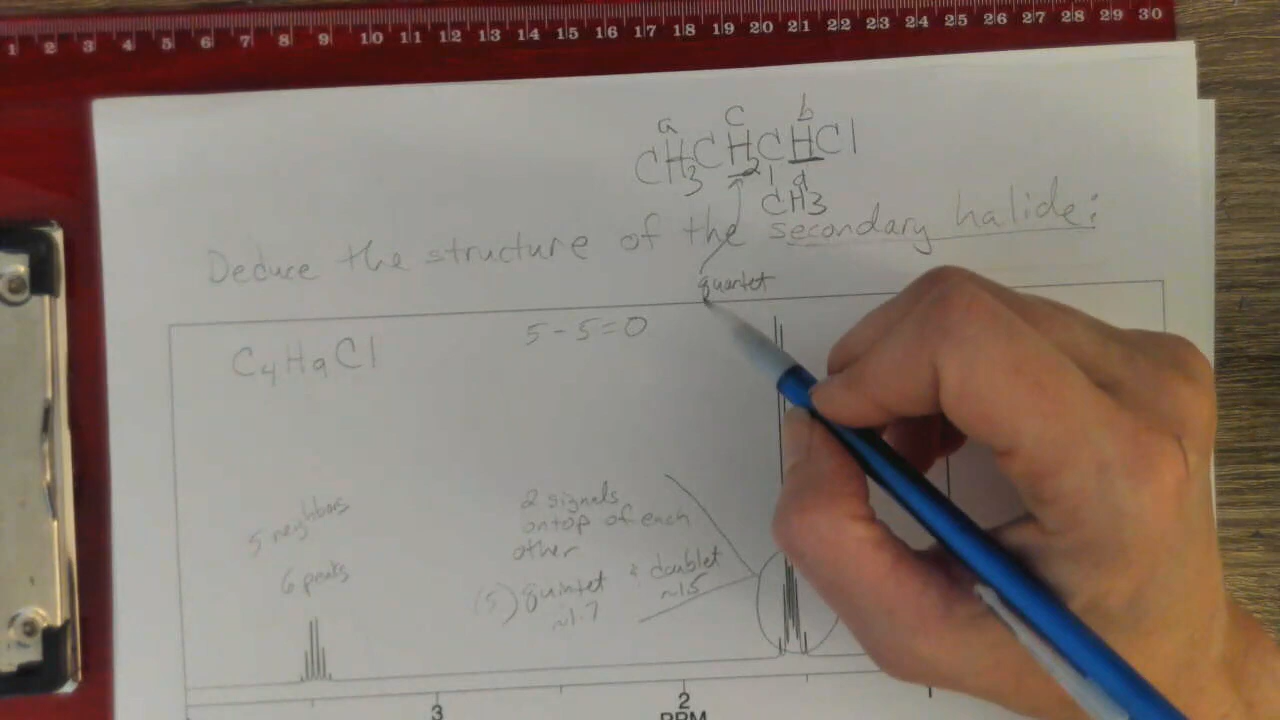 1 2 3 4 5 6 7 8 9 10 11 12 13 14 15 16 17 18 19 20 21 22 23 24 25 26 27 28 29 30
a c b
CH3CH2CHCl
d
CH3
Deduce the structure of the secondary halide:
quartet
C4H9Cl
5-5=0
5 neighbors
6 peaks
2 signals
ontop of each
other
(5) quintet & doublet
~1.7 ~1.5
3 2
PPM